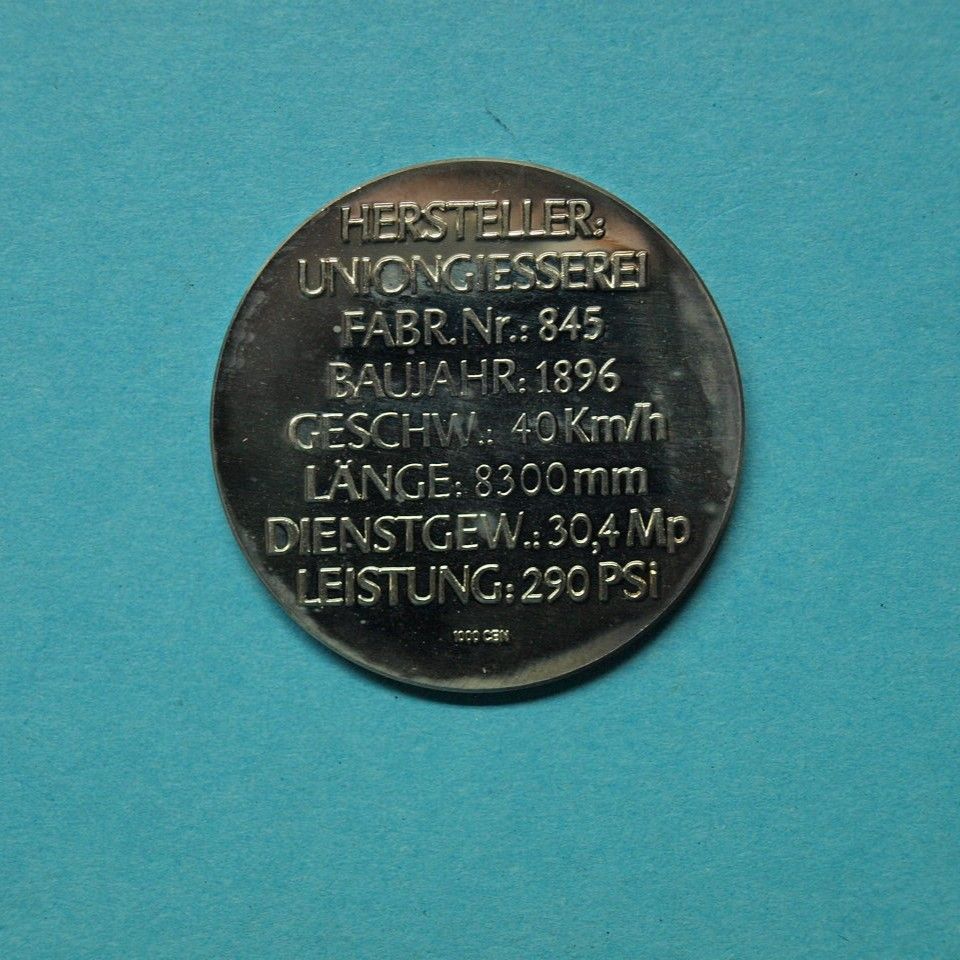 HERSTELLER:
UNIONGIESSEREI
FABR. Nr.: 845
BAUJAHR: 1896
GESCHW.: 40 Km/h
LÄNGE: 8300 mm
DIENSTGEW.: 30,4 Mp
LEISTUNG: 290 PSi
1000